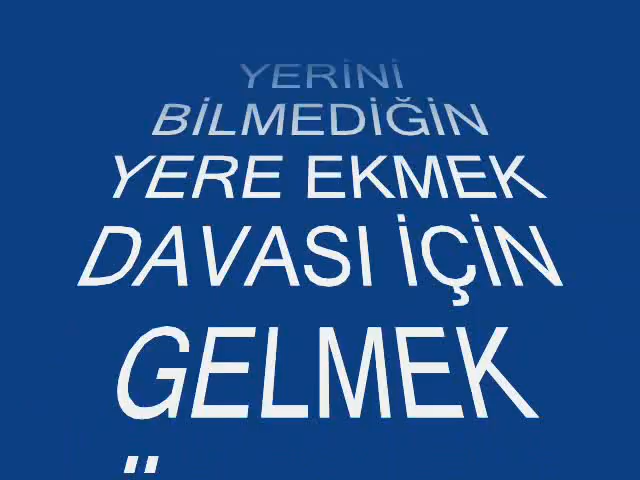 YERİNİ
BİLMEDİĞİN
YERE EKMEK
DAVASI İÇİN
GELMEK